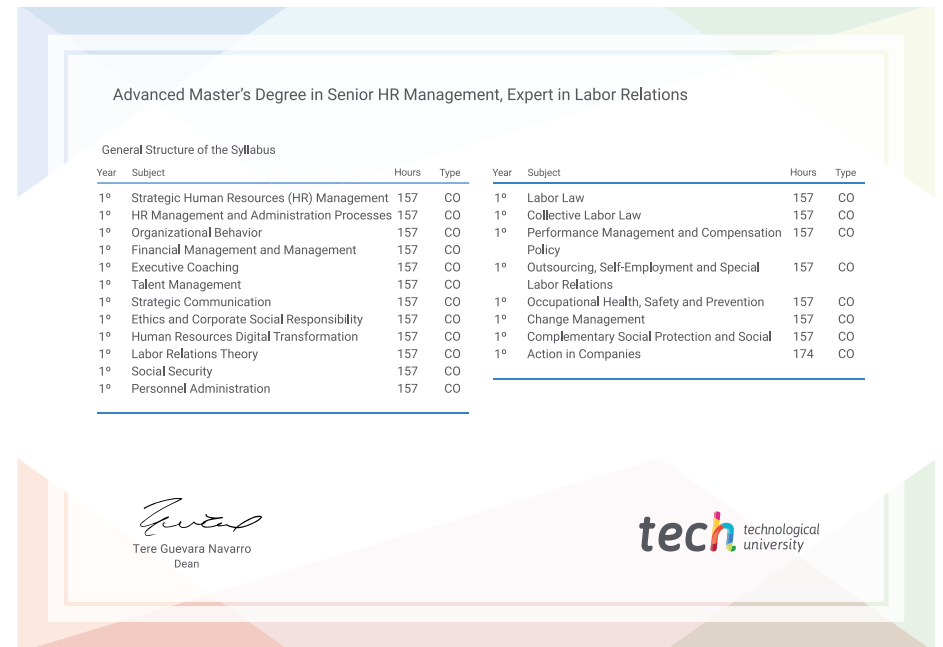 Advanced Master's Degree in Senior HR Management, Expert in Labor Relations
General Structure of the Syllabus
Year Subject Hours Type
1º Strategic Human Resources (HR) Management 157 CO
1º HR Management and Administration Processes 157 CO
1º Organizational Behavior 157 CO
1º Financial Management and Management 157 CO
1º Executive Coaching 157 CO
1º Talent Management 157 CO
1º Strategic Communication 157 CO
1º Ethics and Corporate Social Responsibility 157 CO
1º Human Resources Digital Transformation 157 CO
1º Labor Relations Theory 157 CO
1º Social Security 157 CO
1º Personnel Administration 157 CO
Year Subject Hours Type
1º Labor Law 157 CO
1º Collective Labor Law 157 CO
1º Performance Management and Compensation 157 CO
Policy
1º Outsourcing, Self-Employment and Special 157 CO
Labor Relations
1º Occupational Health, Safety and Prevention 157 CO
1º Change Management 157 CO
1º Complementary Social Protection and Social 157 CO
1º Action in Companies 174 CO
Tere Guevara Navarro
Dean
tech technological
university